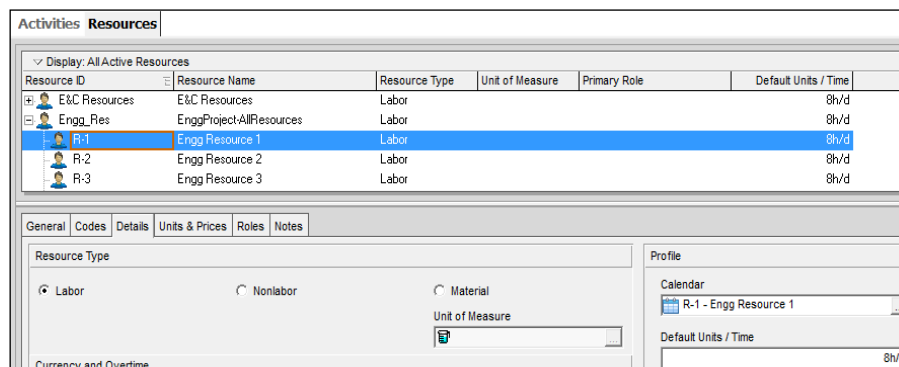 Activities Resources
Display: All Active Resources
Resource ID Resource Name Resource Type Unit of Measure Primary Role Default Units / Time
E&C Resources E&C Resources Labor 8h/d
Engg_Res EnggProject-AllResources Labor 8h/d
R-1 Engg Resource 1 Labor 8h/d
R-2 Engg Resource 2 Labor 8h/d
R-3 Engg Resource 3 Labor 8h/d
General Codes Details Units & Prices Roles Notes
Resource Type Profile
Calendar
Labor Nonlabor Material
R-1 - Engg Resource 1
Unit of Measure
Default Units / Time
8h/
Currency and Overtime